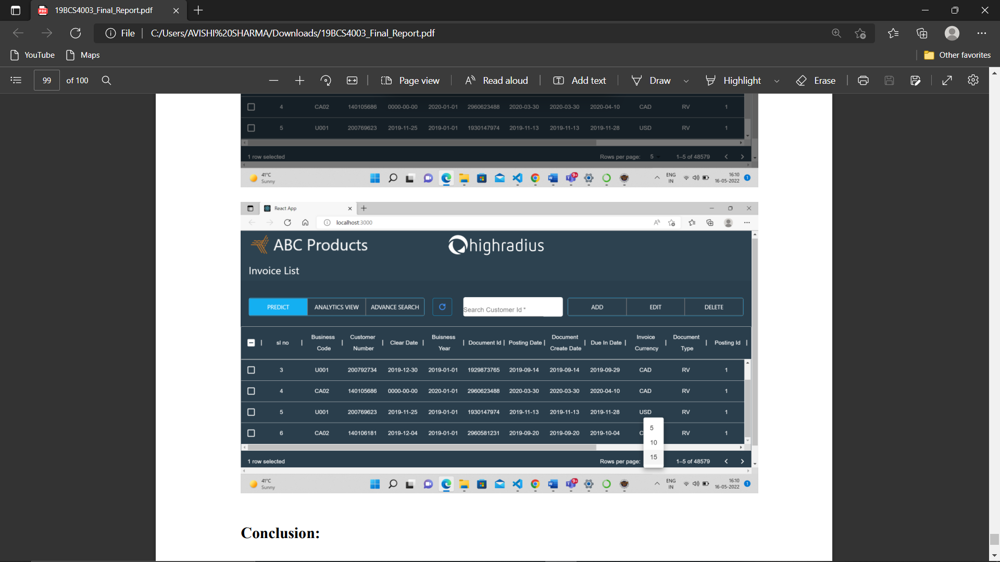 19BCS4003_Final_Report.pdf
File
C:/Users/AVISHI%20SHARMA/Downloads/19BCS4003_Final_Report.pdf
YouTube Maps Other favorites
99 of 100 Page view Read aloud Add text Draw Highlight Erase
4 CA02 140105686 0000-00-00 2020-01-01 2960623488 2020-03-30 2020-03-30 2020-04-10 CAD RV 1
5 U001 200769623 2019-11-25 2019-01-01 1930147974 2019-11-13 2019-11-13 2019-11-28 USD RV 1
1 row selected Rows per page: 5 1–5 of 48579
41°C ENG 16:10
Sunny IN 16-05-2022 1
React App
localhost:3000
ABC Products highradius
Invoice List
PREDICT ANALYTICS VIEW ADVANCE SEARCH Search Customer Id * ADD EDIT DELETE
sl no Business Code Customer Number Clear Date Buisness Year Document Id Posting Date Document Create Date Due In Date Invoice Currency Document Type Posting Id
3 U001 200792734 2019-12-30 2019-01-01 1929873765 2019-09-14 2019-09-14 2019-09-29 CAD RV 1
4 CA02 140105686 0000-00-00 2020-01-01 2960623488 2020-03-30 2020-03-30 2020-04-10 CAD RV 1
5 U001 200769623 2019-11-25 2019-01-01 1930147974 2019-11-13 2019-11-13 2019-11-28 USD RV 1
6 CA02 140106181 2019-12-04 2019-01-01 2960581231 2019-09-20 2019-09-20 2019-10-04 C RV 1
5
10
15
1 row selected Rows per page: 1–5 of 48579
41°C ENG 16:10
Sunny IN 16-05-2022 1
Conclusion: